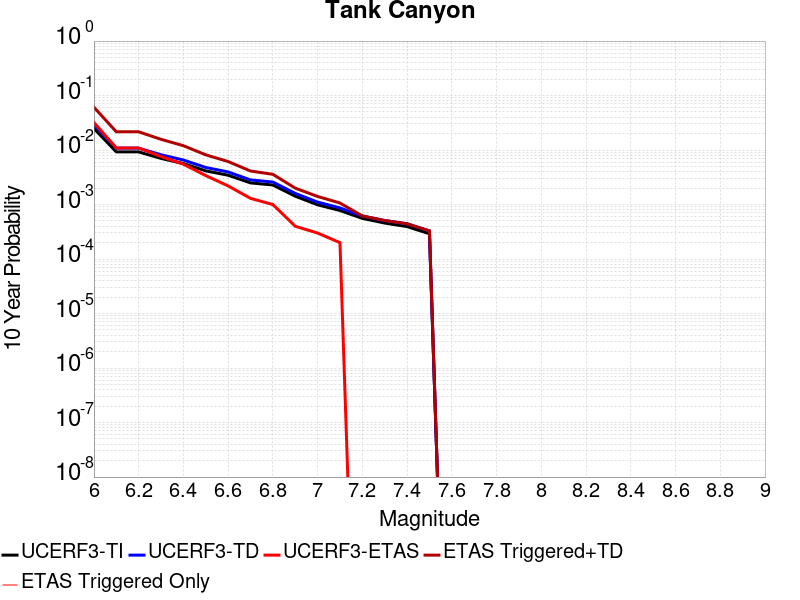 Tank Canyon
10 0
10 -1
10 -2
10 -3
10 -4
10 -5
10 -6
10 -7
10 -8
10 Year Probability
6 6.2 6.4 6.6 6.8 7 7.2 7.4 7.6 7.8 8 8.2 8.4 8.6 8.8 9
Magnitude
UCERF3-TI UCERF3-TD UCERF3-ETAS ETAS Triggered+TD
ETAS Triggered Only